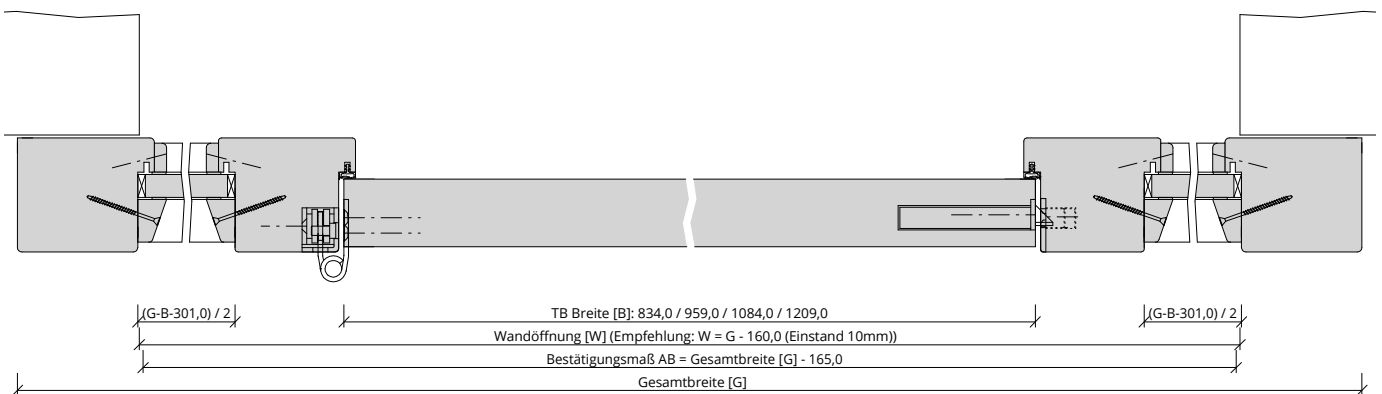 (G-B-301,0) / 2 TB Breite [B]: 834,0 / 959,0 / 1084,0 / 1209,0 (G-B-301,0) / 2
Wandöffnung [W] (Empfehlung: W = G - 160,0 (Einstand 10mm))
Bestätigungsmaß AB = Gesamtbreite [G] - 165,0
Gesamtbreite [G]